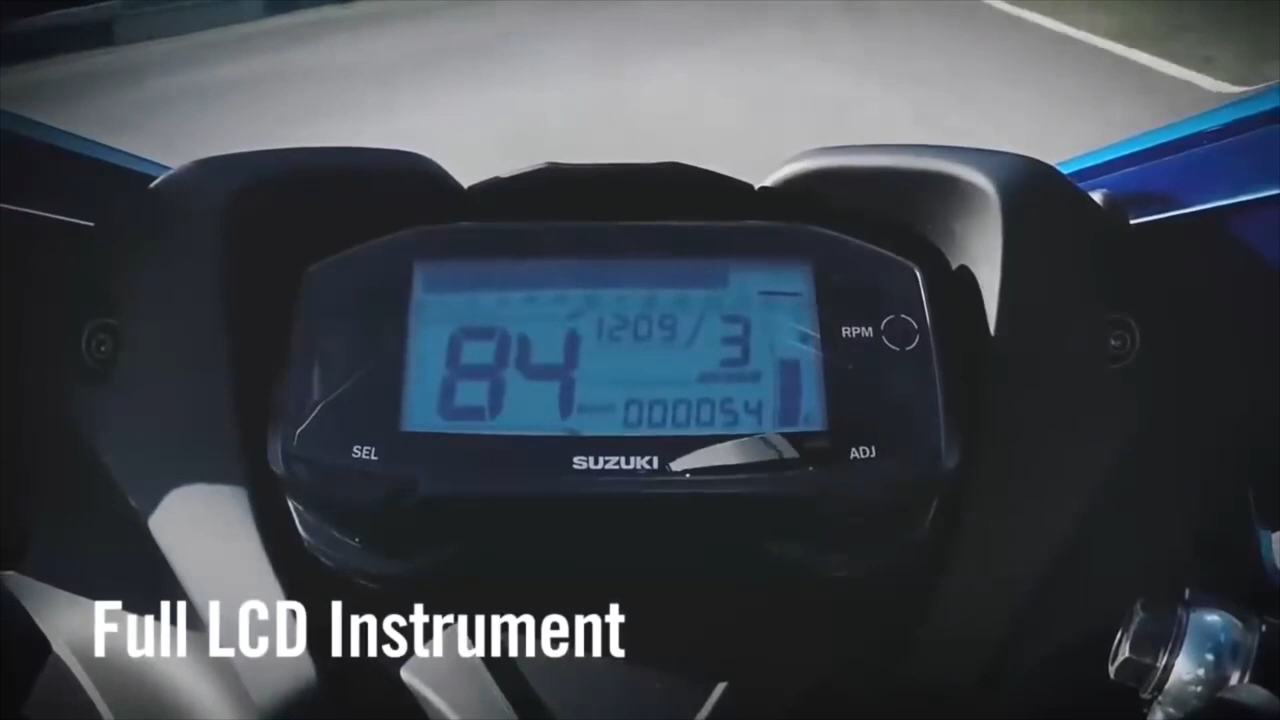 84
1209/
3
000054
RPM
SEL
SUZUKI
ADJ
Full LCD Instrument